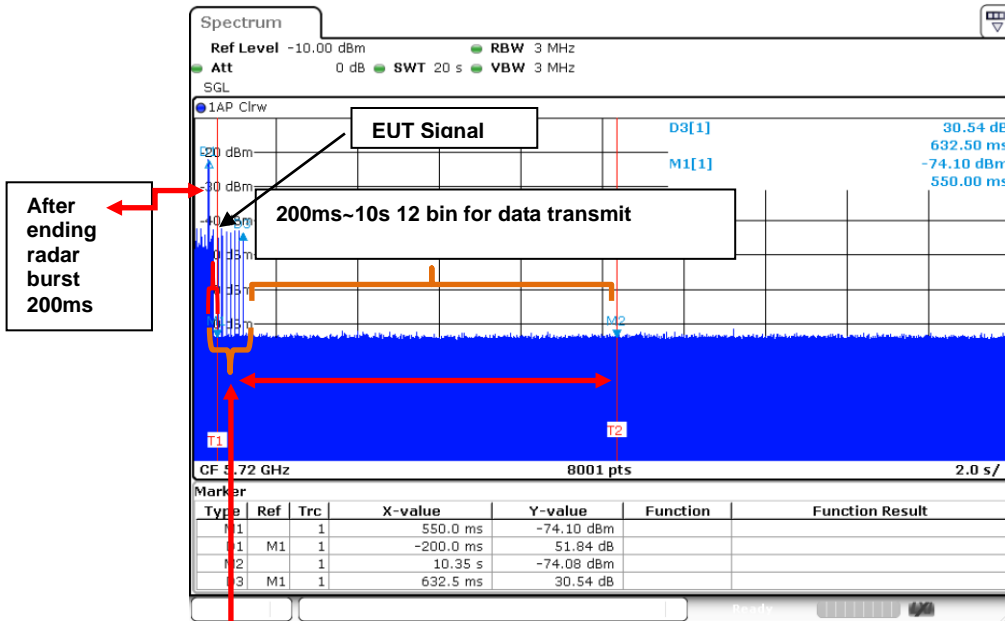 Spectrum
Ref Level -10.00 dBm RBW 3 MHz
Att 0 dB SWT 20 s VBW 3 MHz
SGL
1AP Clrw
EUT Signal
D3[1] 30.54 dB
632.50 ms
M1[1] -74.10 dBm
550.00 ms
-20 dBm
-30 dBm
D3
After
ending
radar
burst
200ms
200ms~10s 12 bin for data transmit
M2
T1
T2
CF 5.72 GHz 8001 pts 2.0 s/
Marker
Type Ref Trc X-value Y-value Function Function Result
M1 1 550.0 ms -74.10 dBm
D1 M1 1 -200.0 ms 51.84 dB
M2 1 10.35 s -74.08 dBm
D3 M1 1 632.5 ms 30.54 dB
Ready